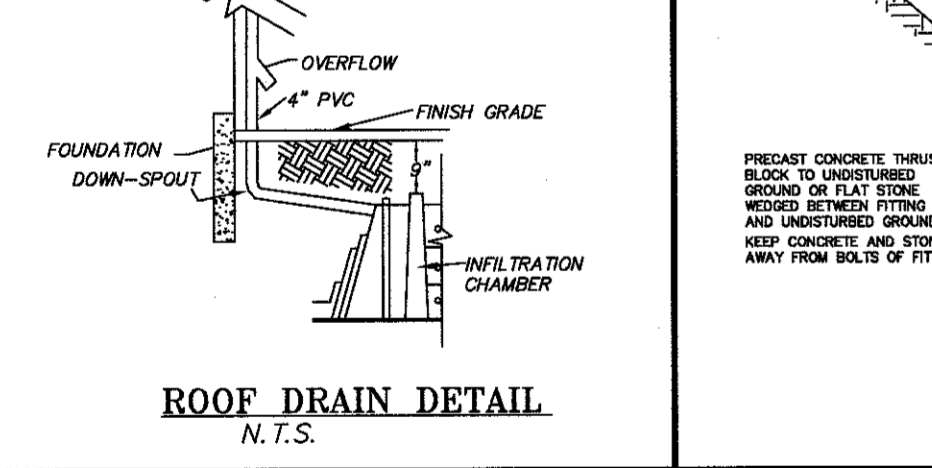 OVERFLOW
4" PVC
FINISH GRADE
FOUNDATION
DOWN-SPOUT
9"
INFILTRATION
CHAMBER
ROOF DRAIN DETAIL
N.T.S.
PRECAST CONCRETE THRUS
BLOCK TO UNDISTURBED
GROUND OR FLAT STONE
WEDGED BETWEEN FITTING
AND UNDISTURBED GROUND
KEEP CONCRETE AND STON
AWAY FROM BOLTS OF FIT